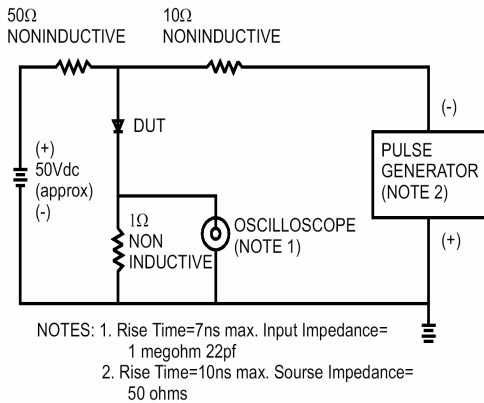 50Ω
NONINDUCTIVE
10Ω
NONINDUCTIVE
DUT
(+)
50Vdc
(approx)
(-)
1Ω
NON
INDUCTIVE
OSCILLOSCOPE
(NOTE 1)
(-)
PULSE
GENERATOR
(NOTE 2)
(+)
NOTES: 1. Rise Time=7ns max. Input Impedance=
1 megohm 22pf
2. Rise Time=10ns max. Sourse Impedance=
50 ohms